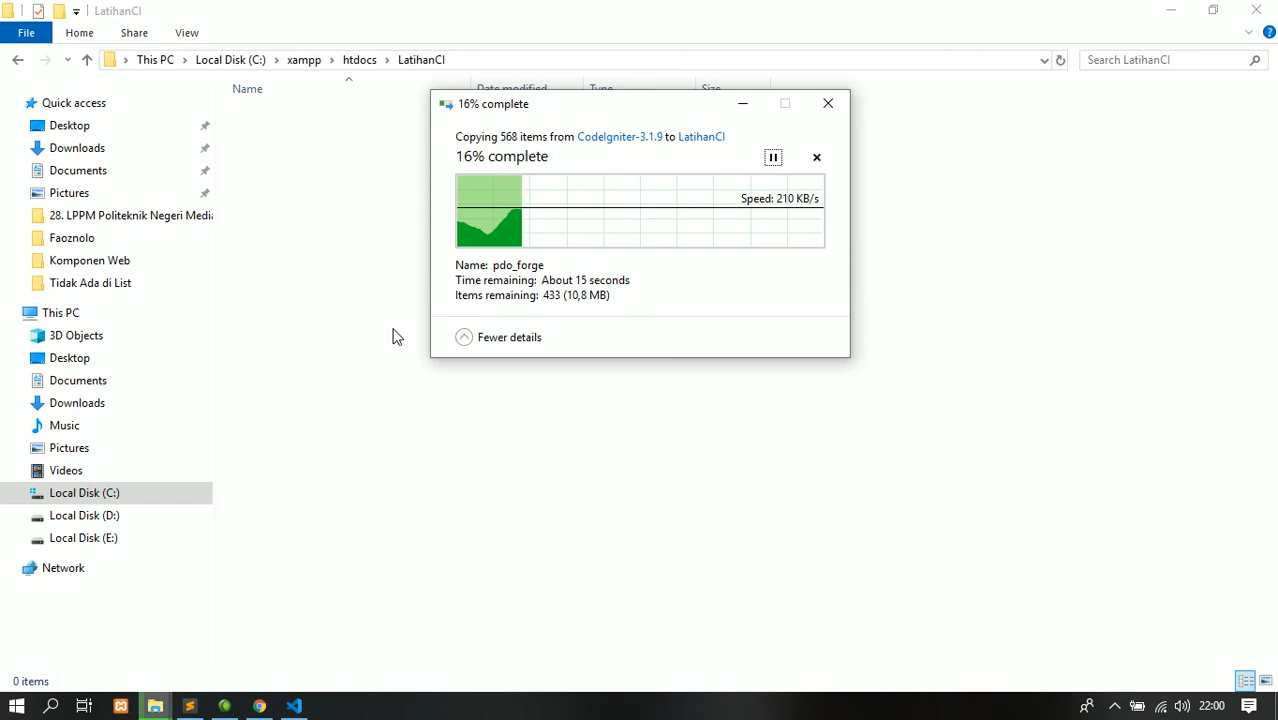 LatihanCI
File
Home
Share
View
This PC
Local Disk (C:)
xampp
htdocs
LatihanCI
Search LatihanCI
Name
Date modified
Type
Size
Quick access
Desktop
Downloads
Documents
Pictures
28. LPPM Politeknik Negeri Media
Faoznolo
Komponen Web
Tidak Ada di List
This PC
3D Objects
Desktop
Documents
Downloads
Music
Pictures
Videos
Local Disk (C:)
Local Disk (D:)
Local Disk (E:)
Network
16% complete
Copying 568 items from CodeIgniter-3.1.9 to LatihanCI
16% complete
Speed: 210 KB/s
Name: pdo_forge
Time remaining: About 15 seconds
Items remaining: 433 (10,8 MB)
Fewer details
0 items
22:00